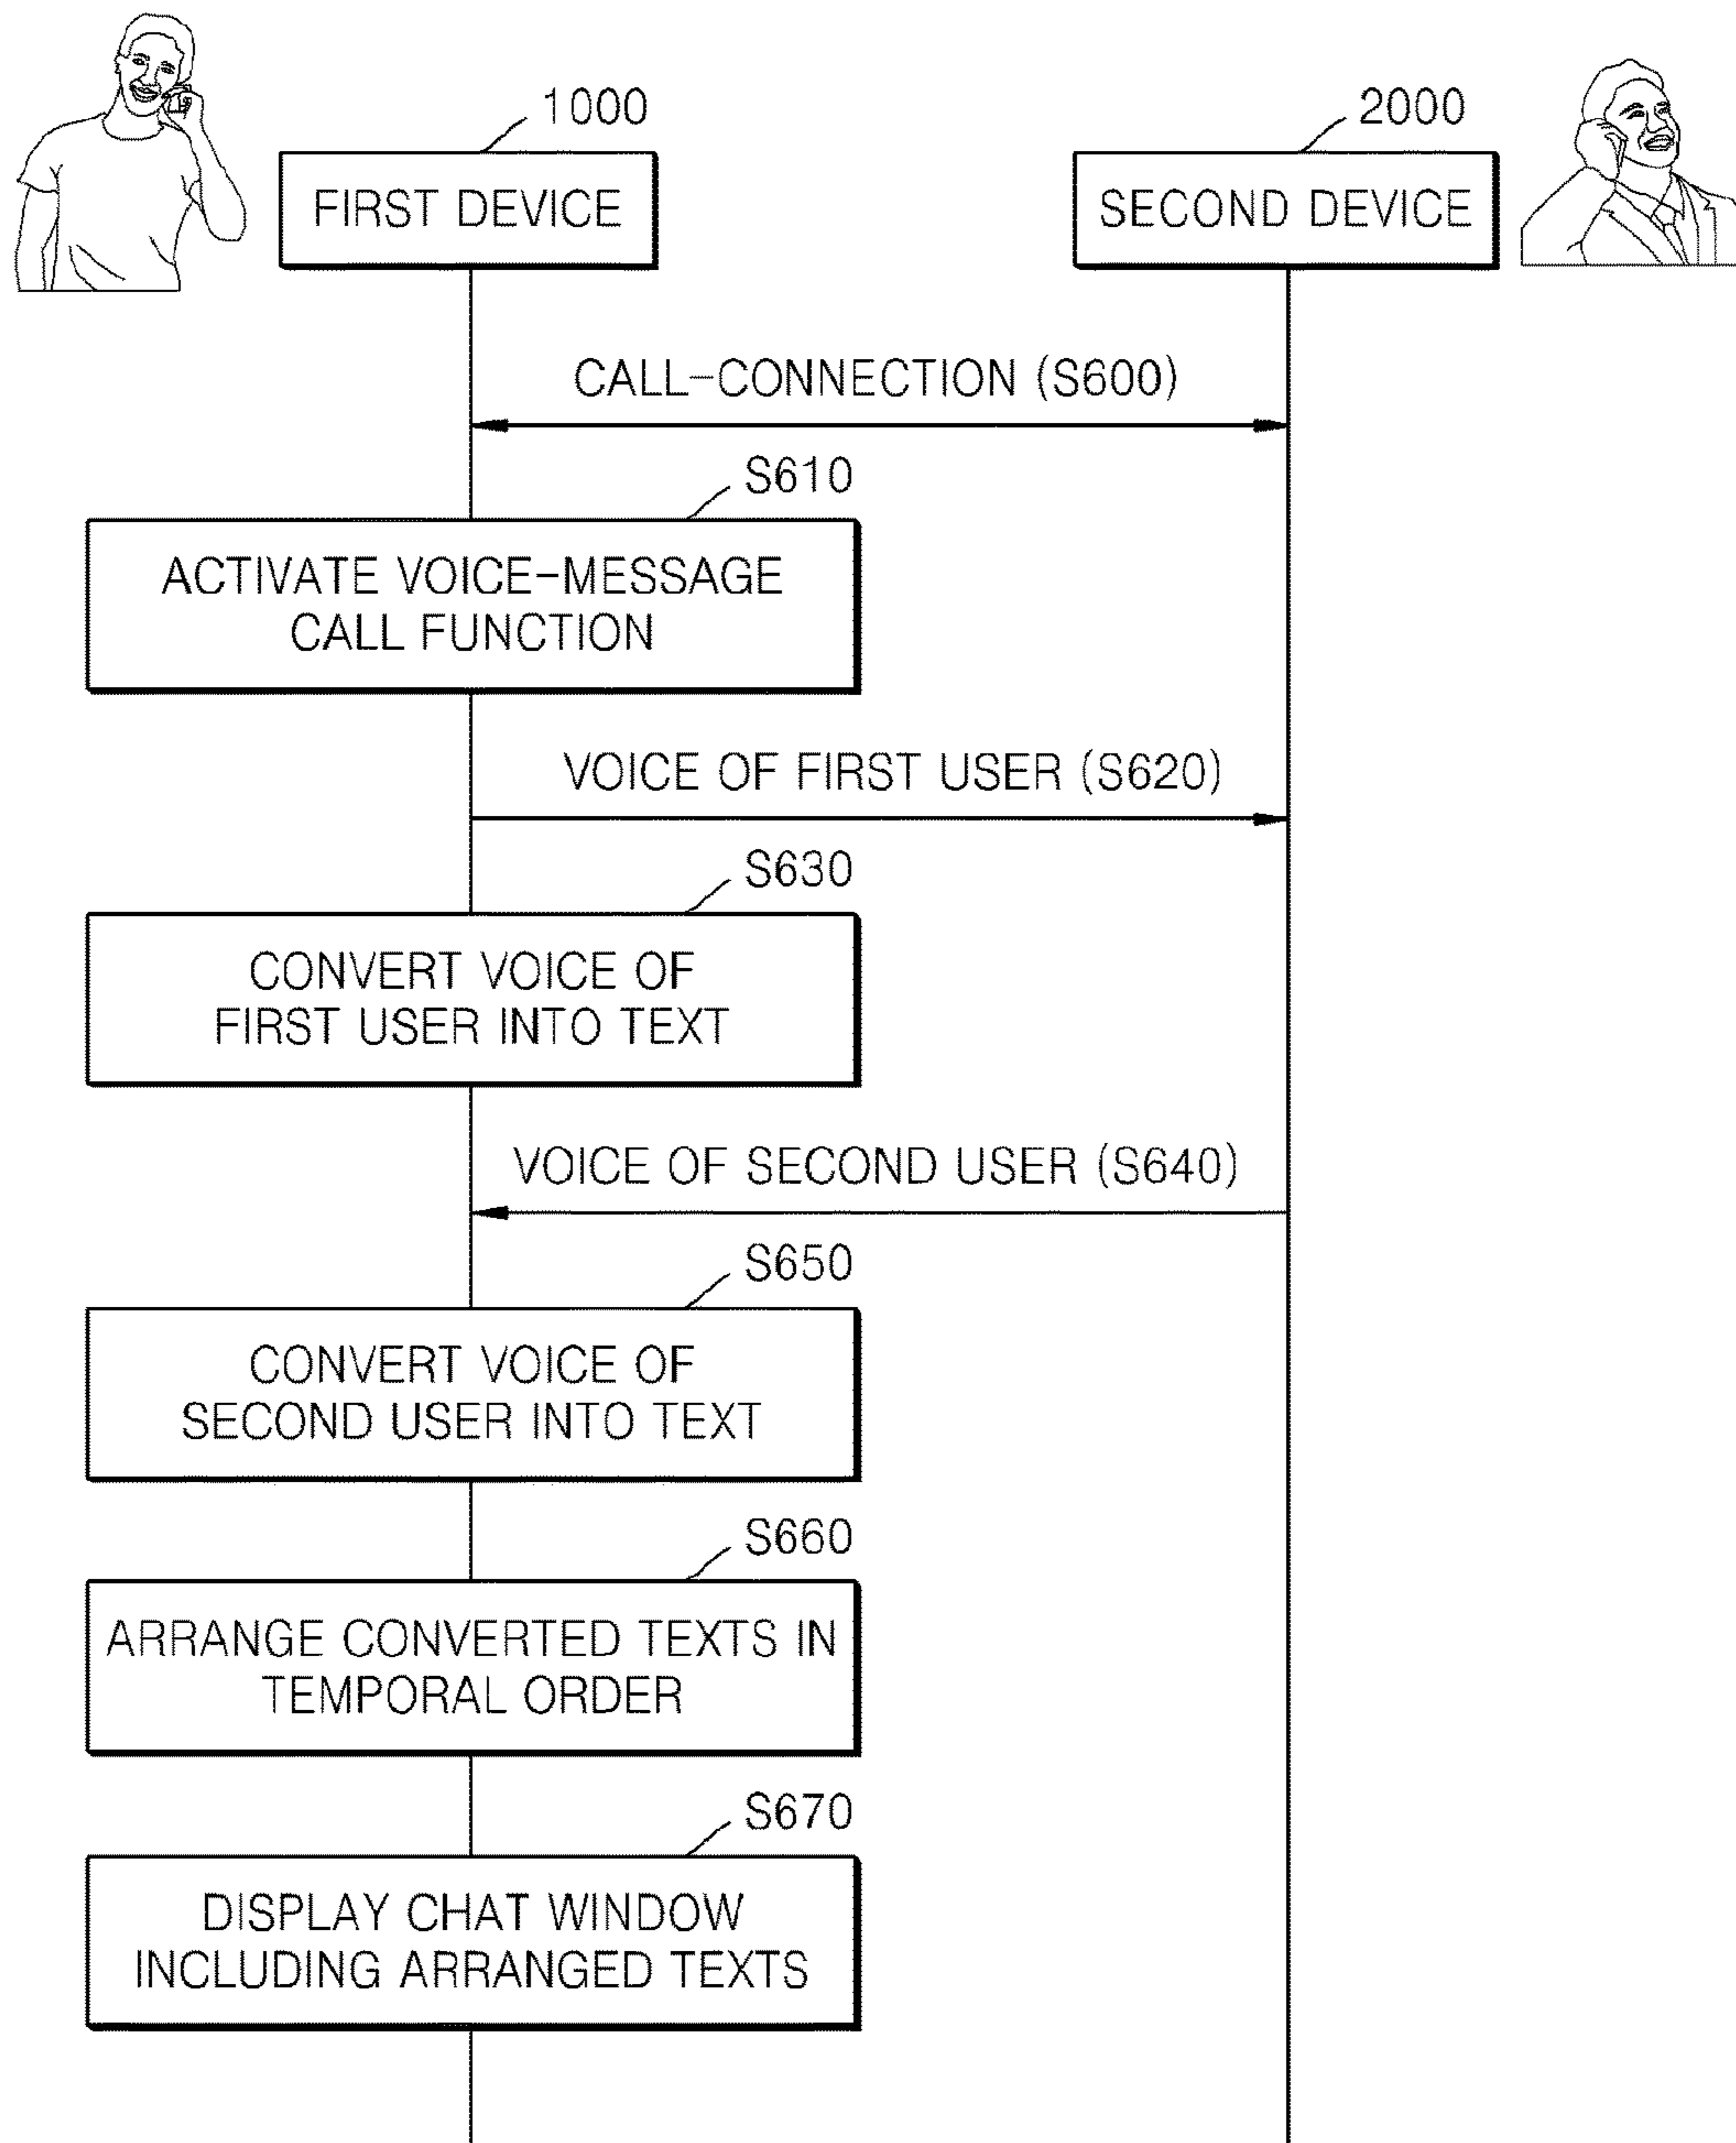 1000
2000
FIRST DEVICE
SECOND DEVICE
CALL-CONNECTION (S600)
S610
ACTIVATE VOICE-MESSAGE
CALL FUNCTION
VOICE OF FIRST USER (S620)
S630
CONVERT VOICE OF
FIRST USER INTO TEXT
VOICE OF SECOND USER (S640)
S650
CONVERT VOICE OF
SECOND USER INTO TEXT
S660
ARRANGE CONVERTED TEXTS IN
TEMPORAL ORDER
S670
DISPLAY CHAT WINDOW
INCLUDING ARRANGED TEXTS